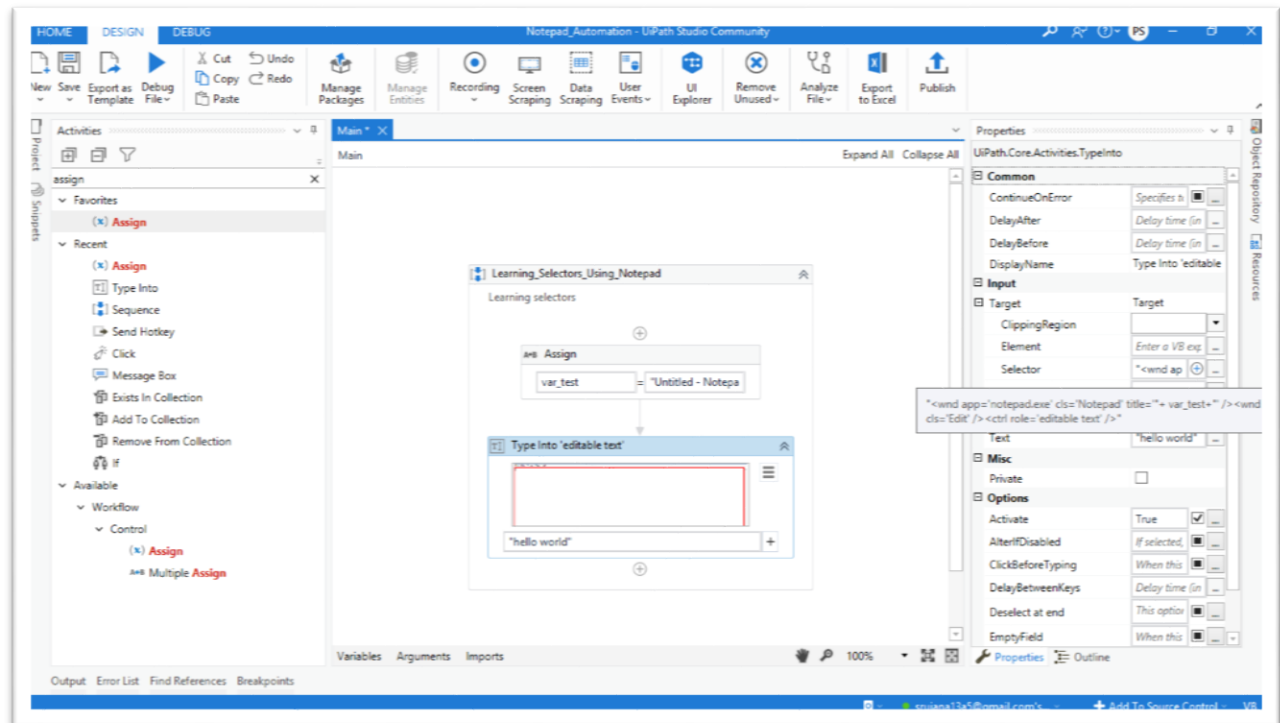 HOME DESIGN DEBUG Notepad_Automation - UiPath Studio Community PS
New Save Export as Template Debug File Cut Copy Paste Undo Redo Manage Packages Manage Entities Recording Screen Scraping Data Scraping User Events UI Explorer Remove Unused Analyze File Export to Excel Publish
Project
Snippets
Activities
assign
Favorites
Assign
Recent
Assign
Type Into
Sequence
Send Hotkey
Click
Message Box
Exists In Collection
Add To Collection
Remove From Collection
If
Available
Workflow
Control
Assign
Multiple Assign
Main *
Main Expand All Collapse All
Learning_Selectors_Using_Notepad
Learning selectors
A*B Assign
var_test = "Untitled - Notepa
Type Into 'editable text'
"hello world"
Variables Arguments Imports 100%
Properties
UiPath.Core.Activities.TypeInto
Common
ContinueOnError Specifies t
DelayAfter Delay time (in
DelayBefore Delay time (in
DisplayName Type Into 'editable
Input
Target Target
ClippingRegion
Element Enter a VB exp
Selector "<wnd ap
"<wnd app='notepad.exe' cls='Notepad' title='"+ var_test+"' /><wnd
cls='Edit' /><ctrl role='editable text' />"
Text "hello world"
Misc
Private
Options
Activate True
AlterIfDisabled If selected,
ClickBeforeTyping When this
DelayBetweenKeys Delay time (in
Deselect at end This option
EmptyField When this
Properties Outline
Object Repository
Resources
Output Error List Find References Breakpoints
srujana13a5@gmail.com's... Add To Source Control VB